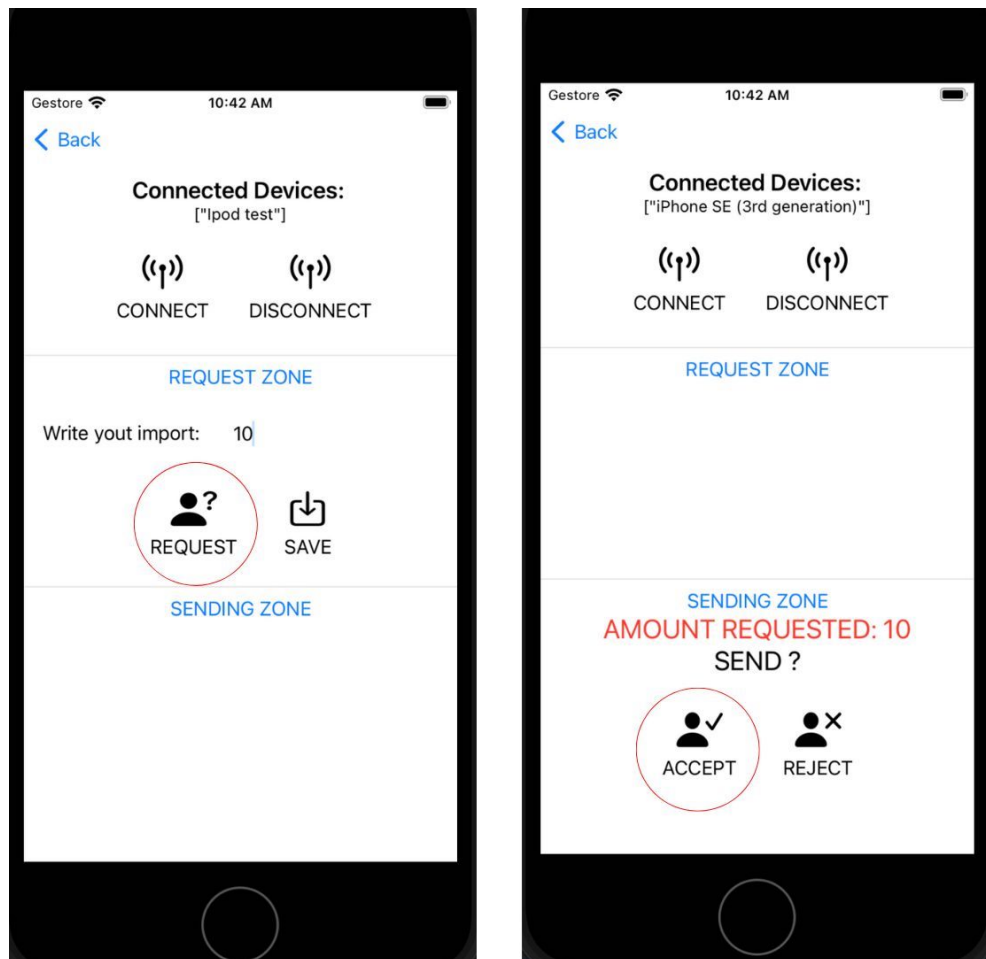 Gestore 10:42 AM
Back
Connected Devices:
["Ipod test"]
CONNECT DISCONNECT
REQUEST ZONE
Write yout import: 10
?
REQUEST SAVE
SENDING ZONE
Gestore 10:42 AM
Back
Connected Devices:
["iPhone SE (3rd generation)"]
CONNECT DISCONNECT
REQUEST ZONE
SENDING ZONE
AMOUNT REQUESTED: 10
SEND ?
ACCEPT REJECT